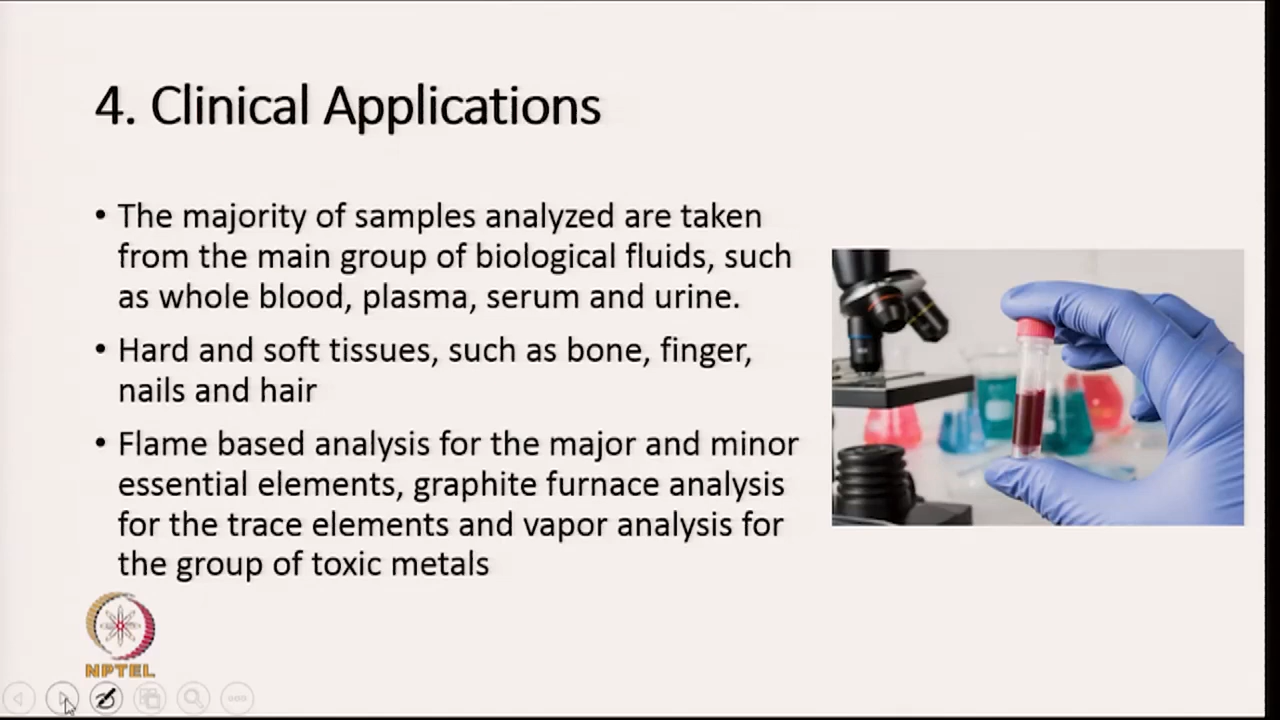 4. Clinical Applications
• The majority of samples analyzed are taken
from the main group of biological fluids, such
as whole blood, plasma, serum and urine.
• Hard and soft tissues, such as bone, finger,
nails and hair
• Flame based analysis for the major and minor
essential elements, graphite furnace analysis
for the trace elements and vapor analysis for
the group of toxic metals
NPTEL